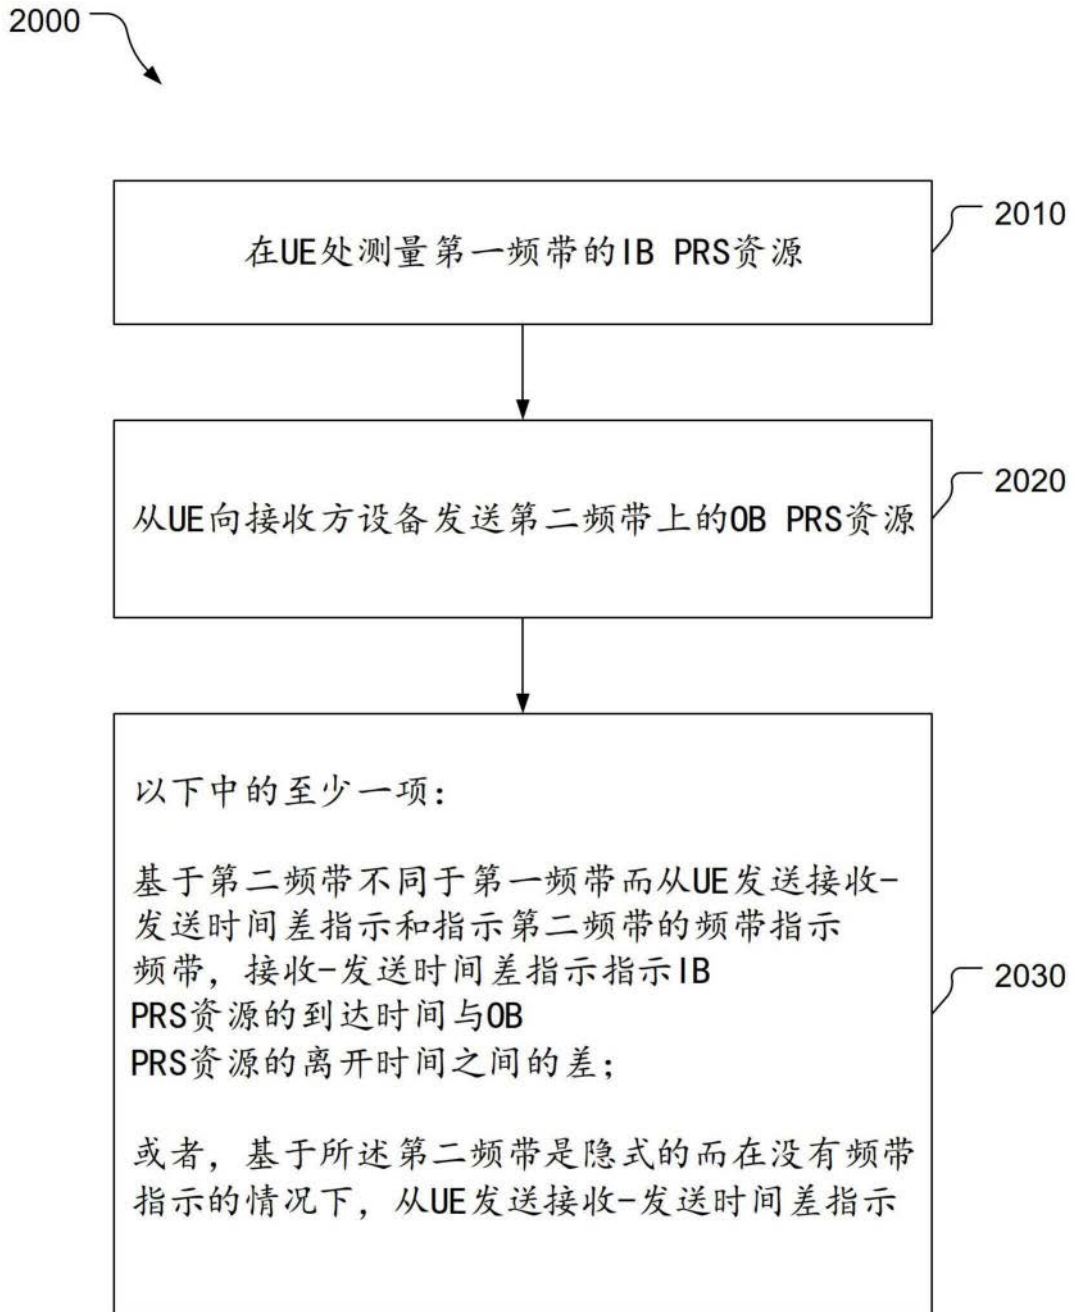 2000
2010
在UE处测量第一频带的IB PRS资源
2020
从UE向接收方设备发送第二频带上的OB PRS资源
以下中的至少一项：
基于第二频带不同于第一频带而从UE发送接收-
发送时间差指示和指示第二频带的频带指示
频带，接收-发送时间差指示指示IB
PRS资源的到达时间与OB
PRS资源的离开时间之间的差；
2030
或者，基于所述第二频带是隐式的而在没有频带
指示的情况下，从UE发送接收-发送时间差指示